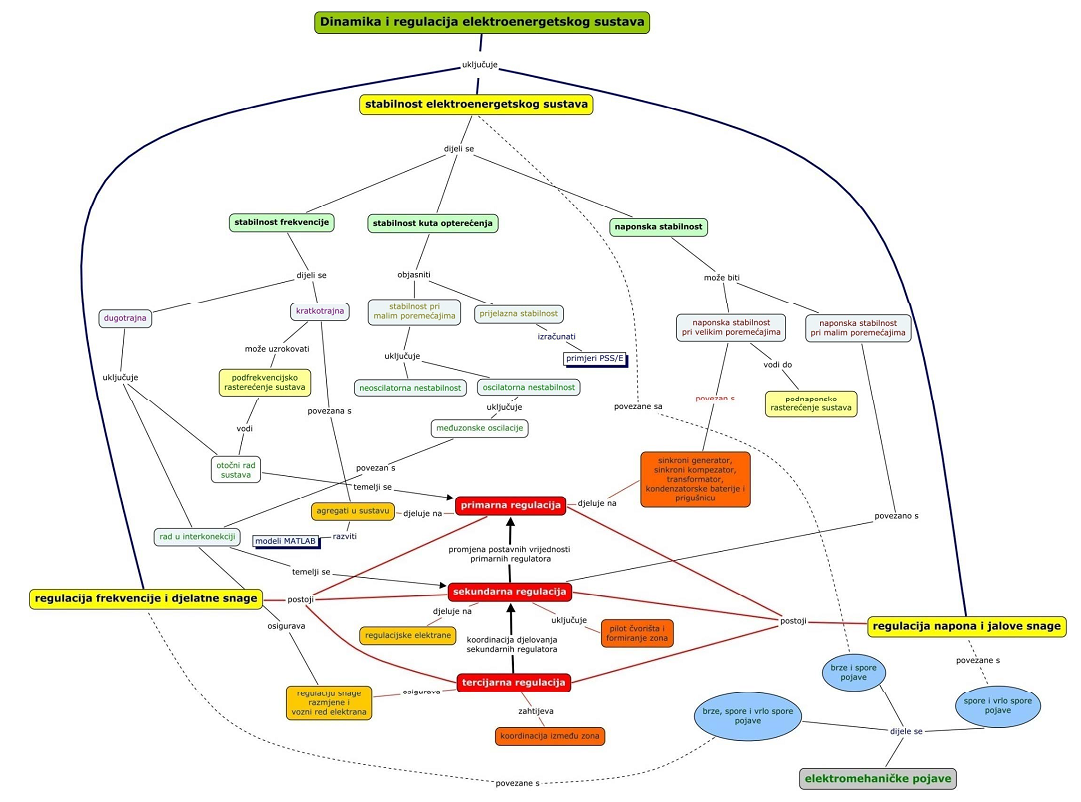 Dinamika i regulacija elektroenergetskog sustava
uključuje
stabilnost elektroenergetskog sustava
dijeli se
stabilnost frekvencije
stabilnost kuta opterećenja
naponska stabilnost
dijeli se
objasniti
može biti
dugotrajna
kratkotrajna
stabilnost pri
malim poremećajima
prijelazna stabilnost
naponska stabilnost
pri velikim poremećajima
naponska stabilnost
pri malim poremećajima
može uzrokovati
izračunati
primjeri PSS/E
uključuje
uključuje
vodi do
podfrekvencijsko
rasterećenje sustava
neoscilatorna nestabilnost
oscilatorna nestabilnost
povezan s
podnaponsko
rasterećenje sustava
povezana s
uključuje
povezane sa
vodi
međuzonske oscilacije
otočni rad
sustava
povezan s
temelji se
sinkroni generator,
sinkroni kompezator,
transformator,
kondenzatorske baterije i
prigušnicu
agregati u sustavu
djeluje na
primarna regulacija
djeluje na
povezano s
rad u interkonekciji
modeli MATLAB
razviti
promjena postavnih vrijednosti
primarnih regulatora
temelji se
regulacija frekvencije i djelatne snage
postoji
sekundarna regulacija
djeluje na
uključuje
postoji
regulacija napona i jalove snage
osigurava
regulacijske elektrane
koordinacija djelovanja
sekundarnih regulatora
pilot čvorišta i
formiranje zona
povezane s
brze i spore
pojave
tercijarna regulacija
regulaciju snage
razmjene i
vozni red elektrana
osigurava
zahtijeva
spore i vrlo spore
pojave
brze, spore i vrlo spore
pojave
koordinacija između zona
dijele se
elektromehaničke pojave
povezane s